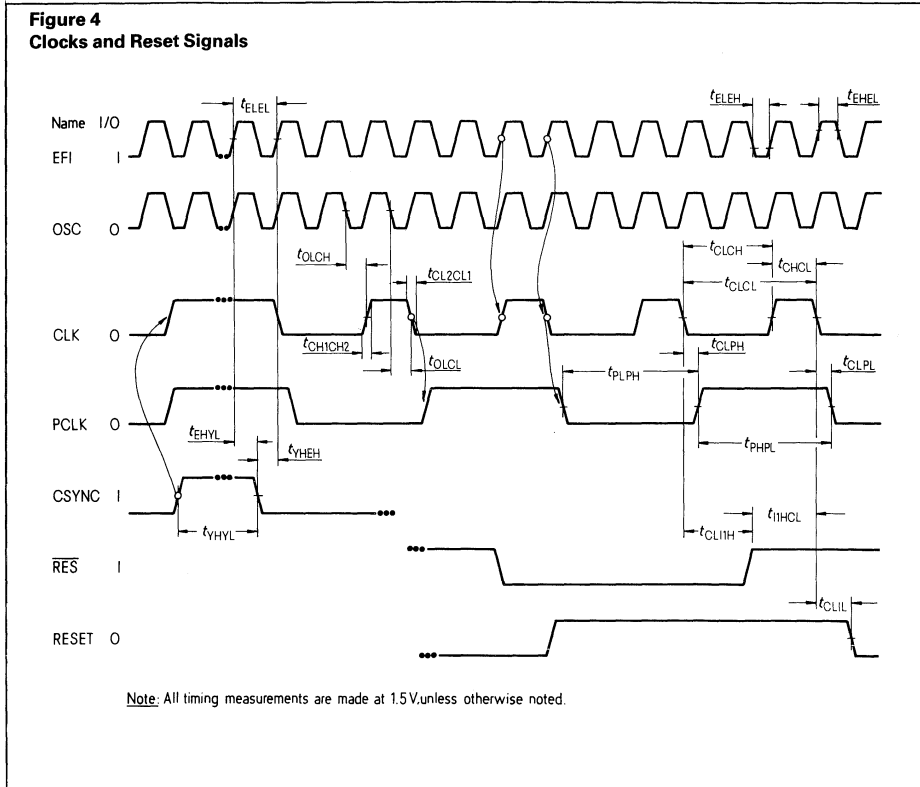 Figure 4
Clocks and Reset Signals
tELEL
tELEH
tEHEL
Name I/O
EFI I
OSC O
tOLCH
tCL2CL1
tCLCH
tCHCL
tCLCL
CLK O
tCH1CH2
tOLCL
tCLPH
tPLPH
tCLPL
PCLK O
tEHYL
tYHEH
tPHPL
CSYNC I
tYHYL
tI1HCL
tCLI1H
RES I
tCLIL
RESET O
Note: All timing measurements are made at 1.5 V,unless otherwise noted.